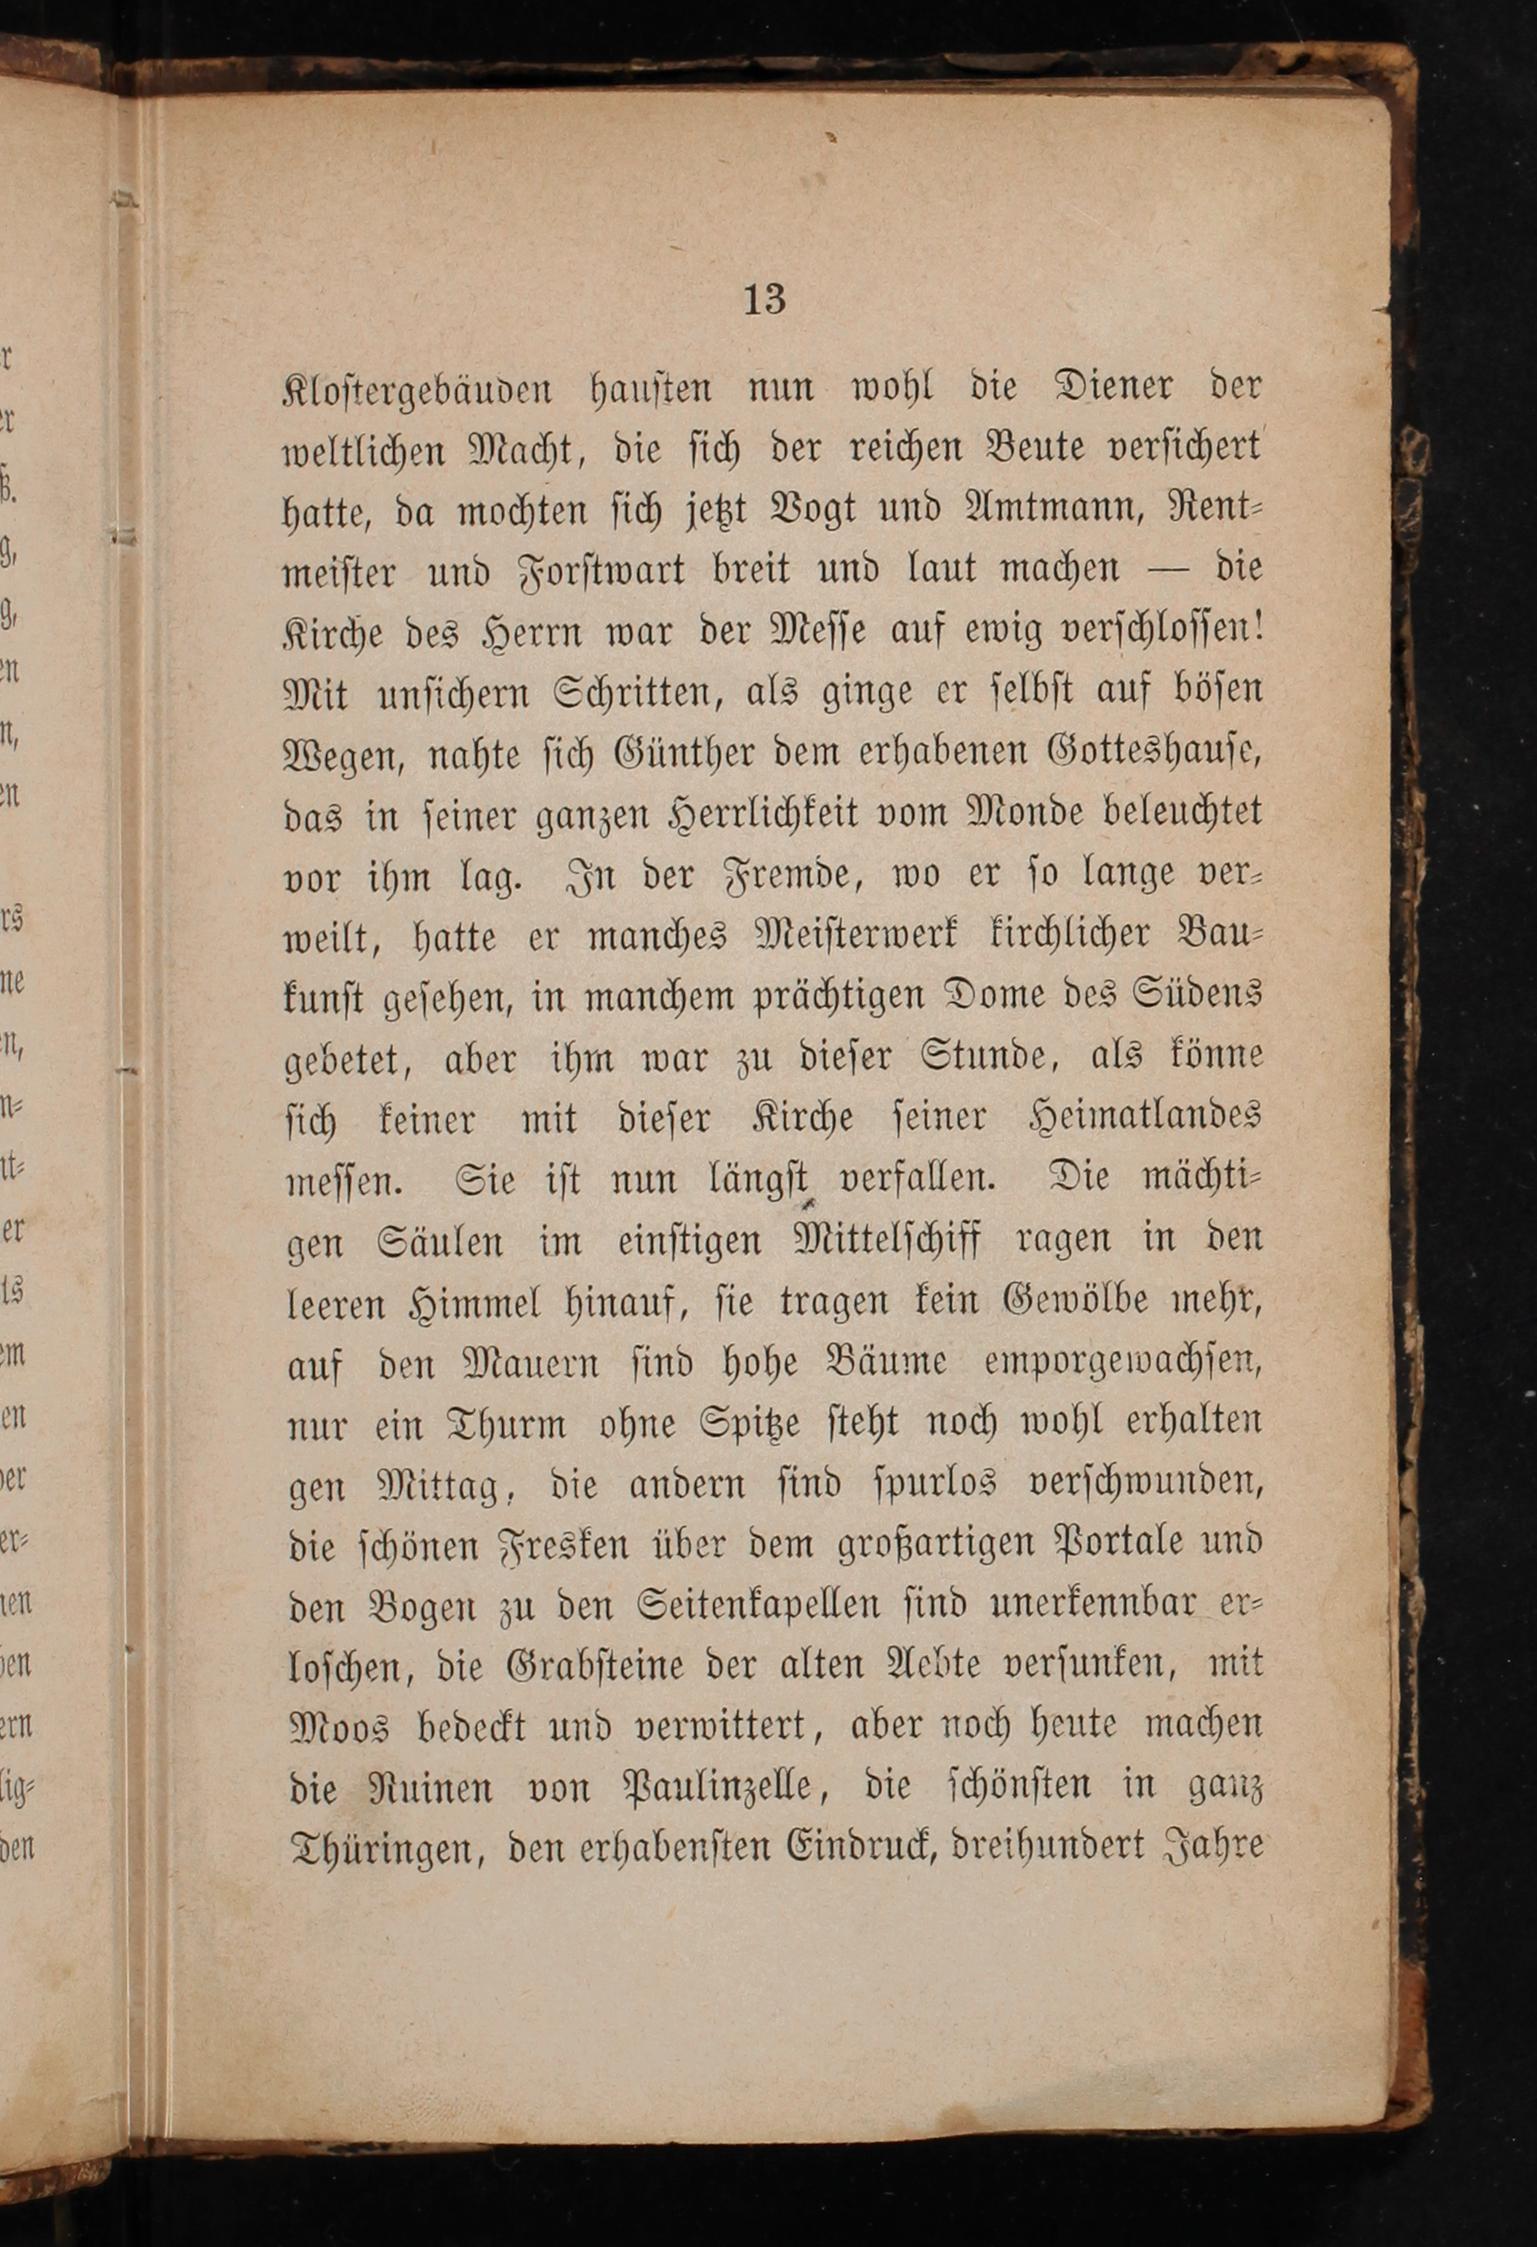 13
Kloſtergebäuden hauſten nun wohl die Diener der
weltlichen Macht, die ſich der reichen Beute verſichert
hatte, da mochten ſich jetzt Vogt und Amtmann, Rent⸗
meiſter und Forſtwart breit und laut machen — die
Kirche des Herrn war der Meſſe auf ewig verſchloſſen!
Mit unſichern Schritten, als ginge er ſelbſt auf böſen
Wegen, nahte ſich Günther dem erhabenen Gotteshauſe,
das in ſeiner ganzen Herrlichkeit vom Monde beleuchtet
vor ihm lag. In der Fremde, wo er ſo lange ver⸗
weilt, hatte er manches Meiſterwerk kirchlicher Bau⸗
kunſt geſehen, in manchem prächtigen Dome des Südens
gebetet, aber ihm war zu dieſer Stunde, als könne
ſich keiner mit dieſer Kirche ſeiner Heimatlandes
meſſen. Sie iſt nun längſt verfallen. Die mächti⸗
gen Säulen im einſtigen Mittelſchiff ragen in den
leeren Himmel hinauf, ſie tragen kein Gewölbe mehr,
auf den Mauern ſind hohe Bäume emporgewachſen,
nur ein Thurm ohne Spitze ſteht noch wohl erhalten
gen Mittag, die andern ſind ſpurlos verſchwunden,
die ſchönen Fresken über dem großartigen Portale und
den Bogen zu den Seitenkapellen ſind unerkennbar er⸗
loſchen, die Grabſteine der alten Aebte verſunken, mit
Moos bedeckt und verwittert, aber noch heute machen
die Ruinen von Paulinzelle, die ſchönſten in ganz
Thüringen, den erhabenſten Eindruck, dreihundert Jahre